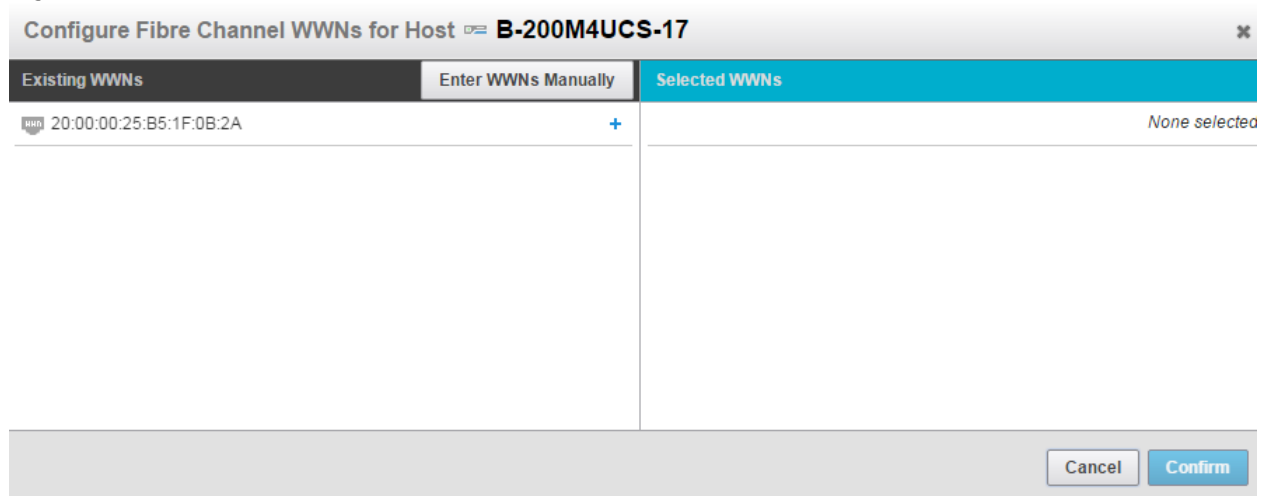 Configure Fibre Channel WWNs for Host B-200M4UCS-17
Existing WWNs
Enter WWNs Manually
Selected WWNs
20:00:00:25:B5:1F:0B:2A
+
None selected
Cancel
Confirm